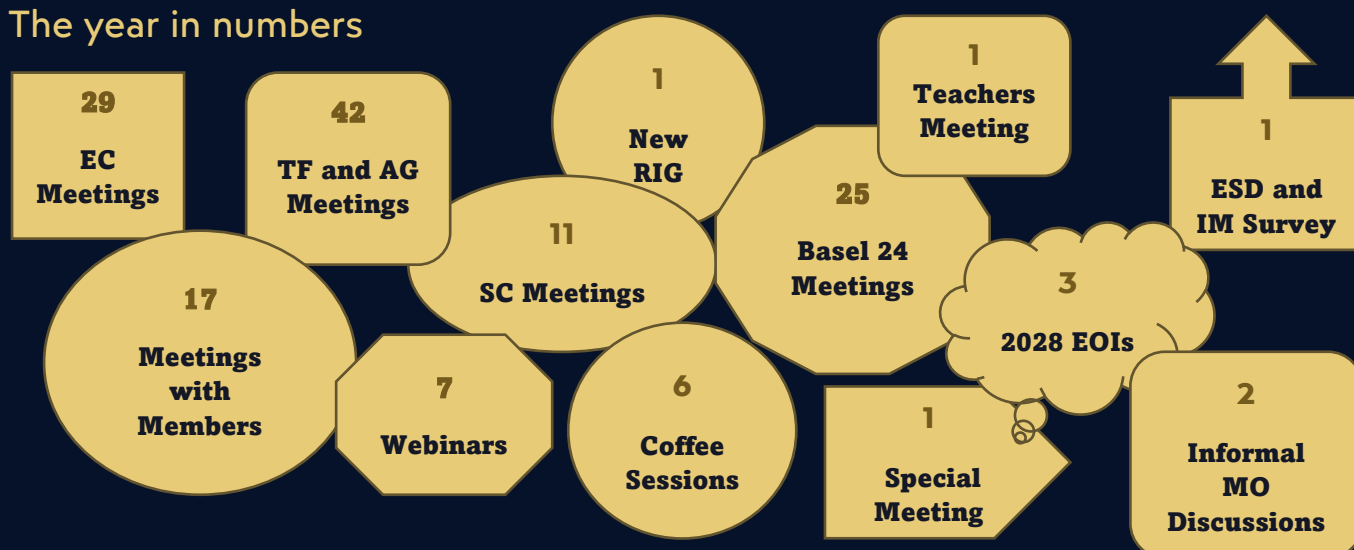 The year in numbers
29
EC
Meetings
42
TF and AG
Meetings
1
New
RIG
1
Teachers
Meeting
1
ESD and
IM Survey
11
SC Meetings
25
Basel 24
Meetings
3
2028 EOIs
17
Meetings
with
Members
7
Webinars
6
Coffee
Sessions
1
Special
Meeting
2
Informal
MO
Discussions